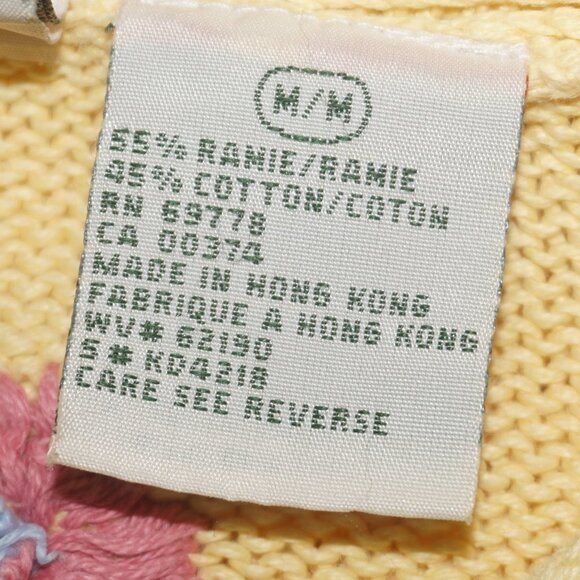 M/M
55% RAMIE/RAMIE
45% COTTON/COTON
RN 69778
CA 00374
MADE IN HONG KONG
FABRIQUE A HONG KONG
WV# 62190
S# KD4218
CARE SEE REVERSE